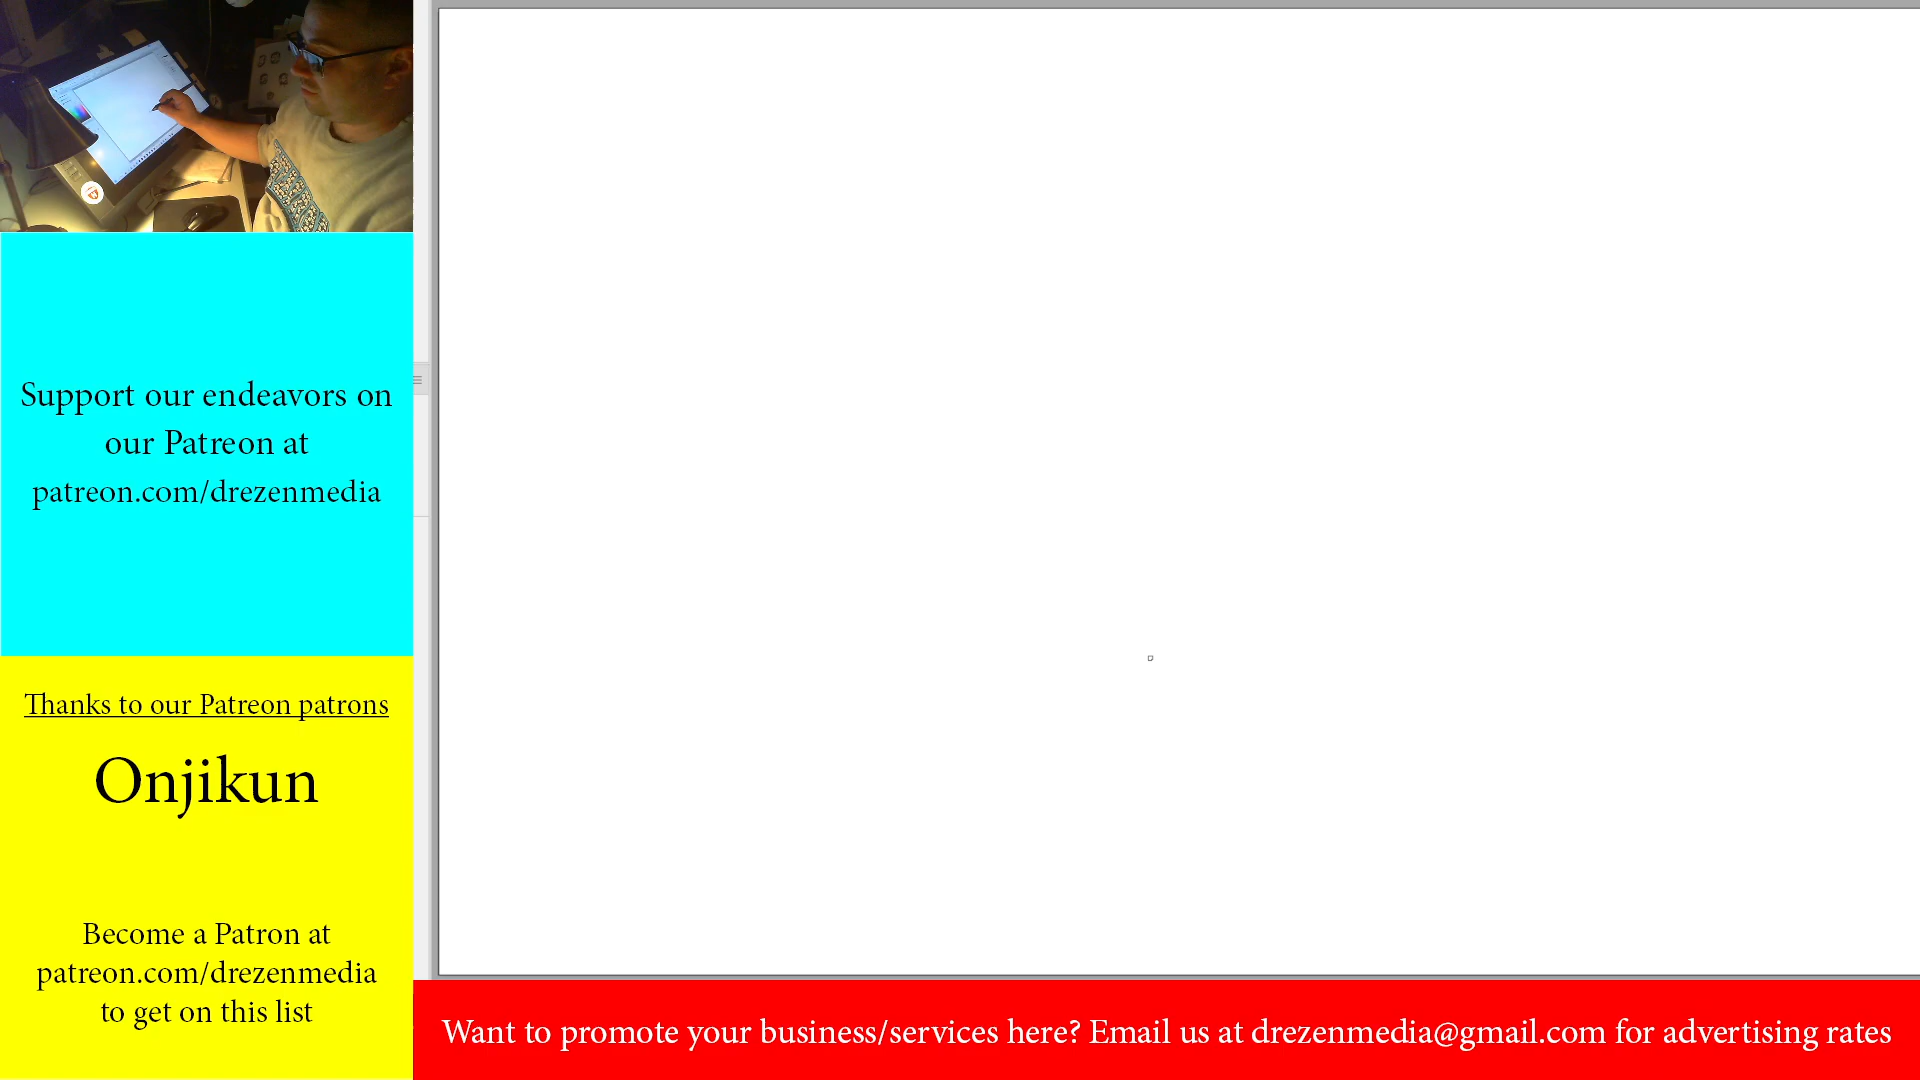 Support our endeavors on
our Patreon at
patreon.com/drezenmedia
Thanks to our Patreon patrons
Onjikun
Become a Patron at
patreon.com/drezenmedia
to get on this list
Want to promote your business/services here? Email us at drezenmedia@gmail.com for advertising rates